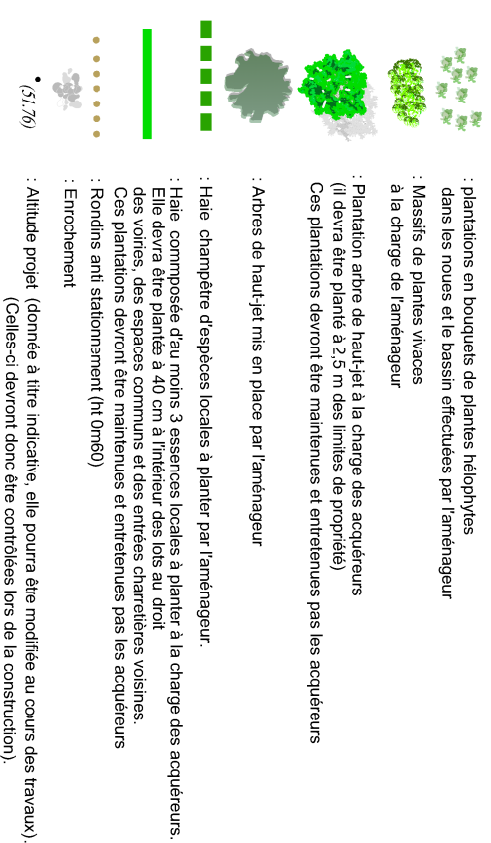 : plantations en bouquets de plantes hélophytes
dans les noues et le bassin effectuées par l'aménageur
: Massifs de plantes vivaces
à la charge de l'aménageur
: Plantation arbre de haut-jet à la charge des acquéreurs
(il devra être planté à 2,5 m des limites de propriété)
Ces plantations devront être maintenues et entretenues pas les acquéreurs
: Arbres de haut-jet mis en place par l'aménageur
: Haie champêtre d'espèces locales à planter par l'aménageur.
: Haie commposée d'au moins 3 essences locales à planter à la charge des acquéreurs.
Elle devra être plantée à 40 cm à l'intérieur des lots au droit
des voiries, des espaces communs et des entrées charretières voisines.
Ces plantations devront être maintenues et entretenues pas les acquéreurs
: Rondins anti stationnement (ht 0m60)
: Enrochement
(51.76) : Altitude projet (donnée à titre indicative, elle pourra être modifiée au cours des travaux).
(Celles-ci devront donc être contrôlées lors de la construction).